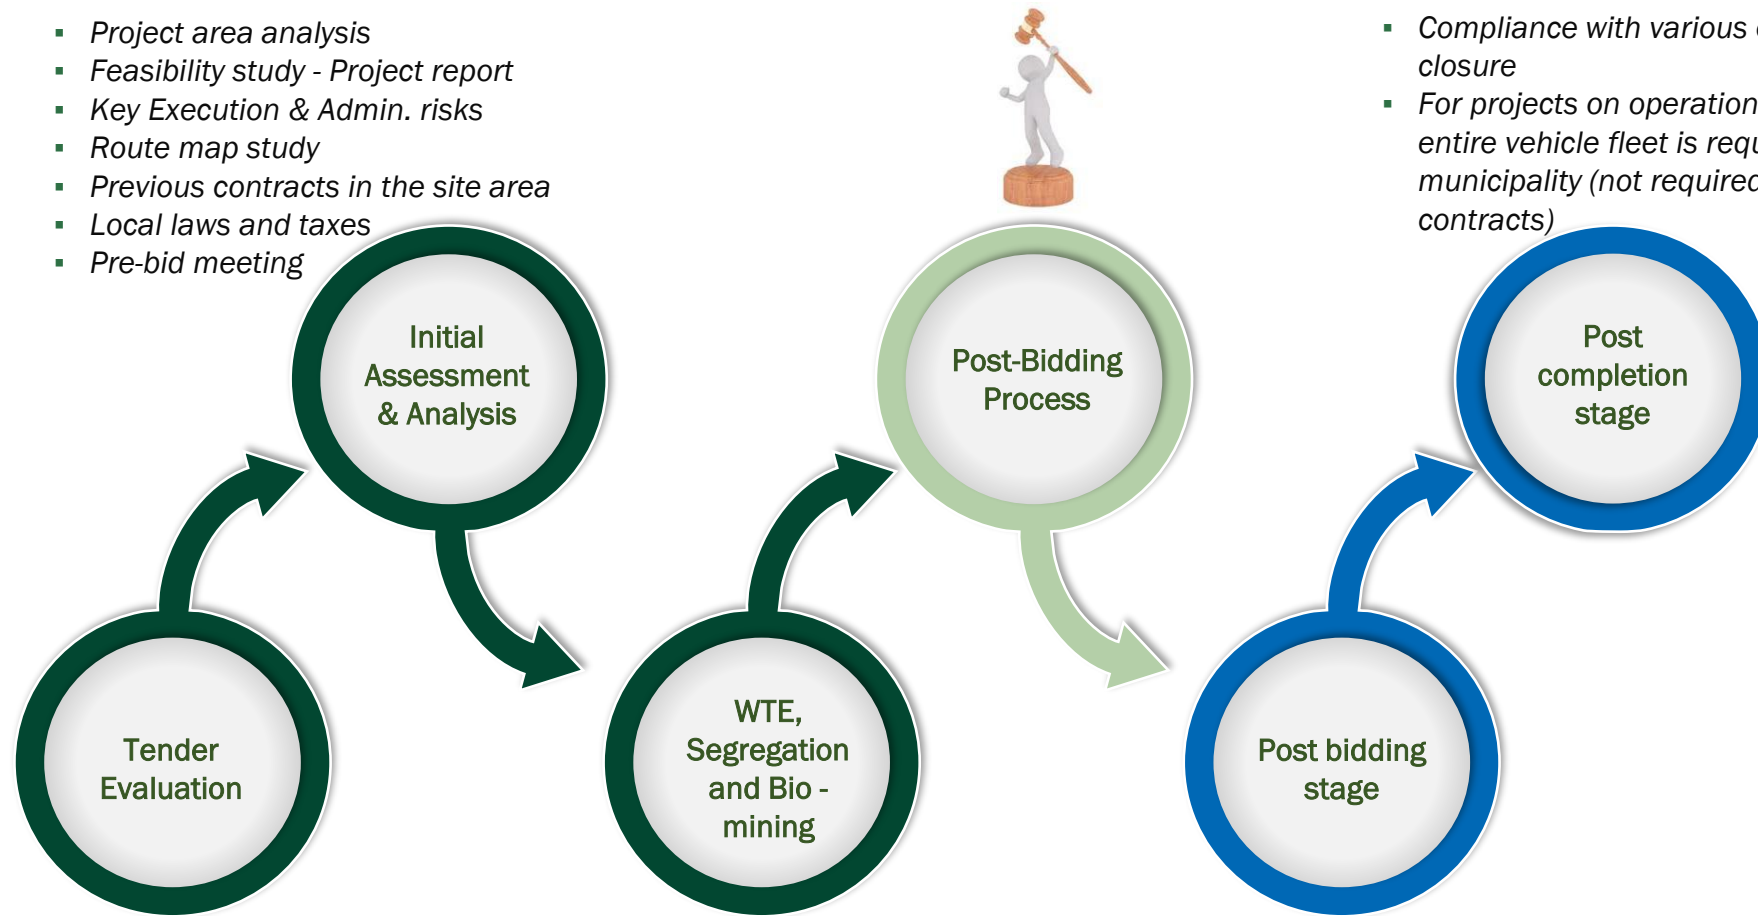 Project area analysis
Feasibility study - Project report
Key Execution & Admin. risks
Route map study
Previous contracts in the site area
Local laws and taxes
Pre-bid meeting
Compliance with various
closure
For projects on operation
entire vehicle fleet is
municipality (not
contracts)
Initial
Assessment
& Analysis
Post-Bidding
Process
Post
completion
stage
Tender
Evaluation
WTE,
Segregation
and Bio -
mining
Post bidding
stage